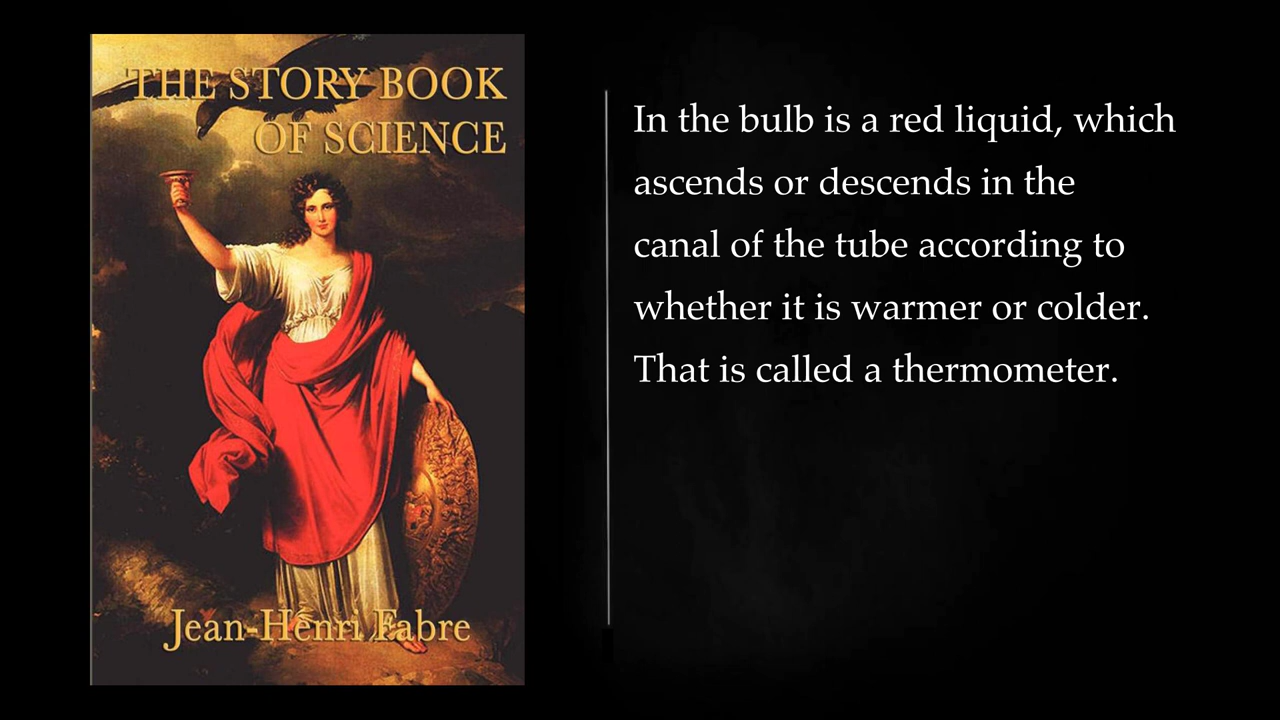 THE STORY BOOK
OF SCIENCE
Jean-Henri Fabre
In the bulb is a red liquid, which
ascends or descends in the
canal of the tube according to
whether it is warmer or colder.
That is called a thermometer.